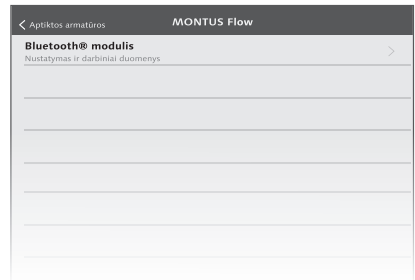 Aptiktos armatūros
MONTUS Flow
Bluetooth® modulis
Nustatymas ir darbiniai duomenys